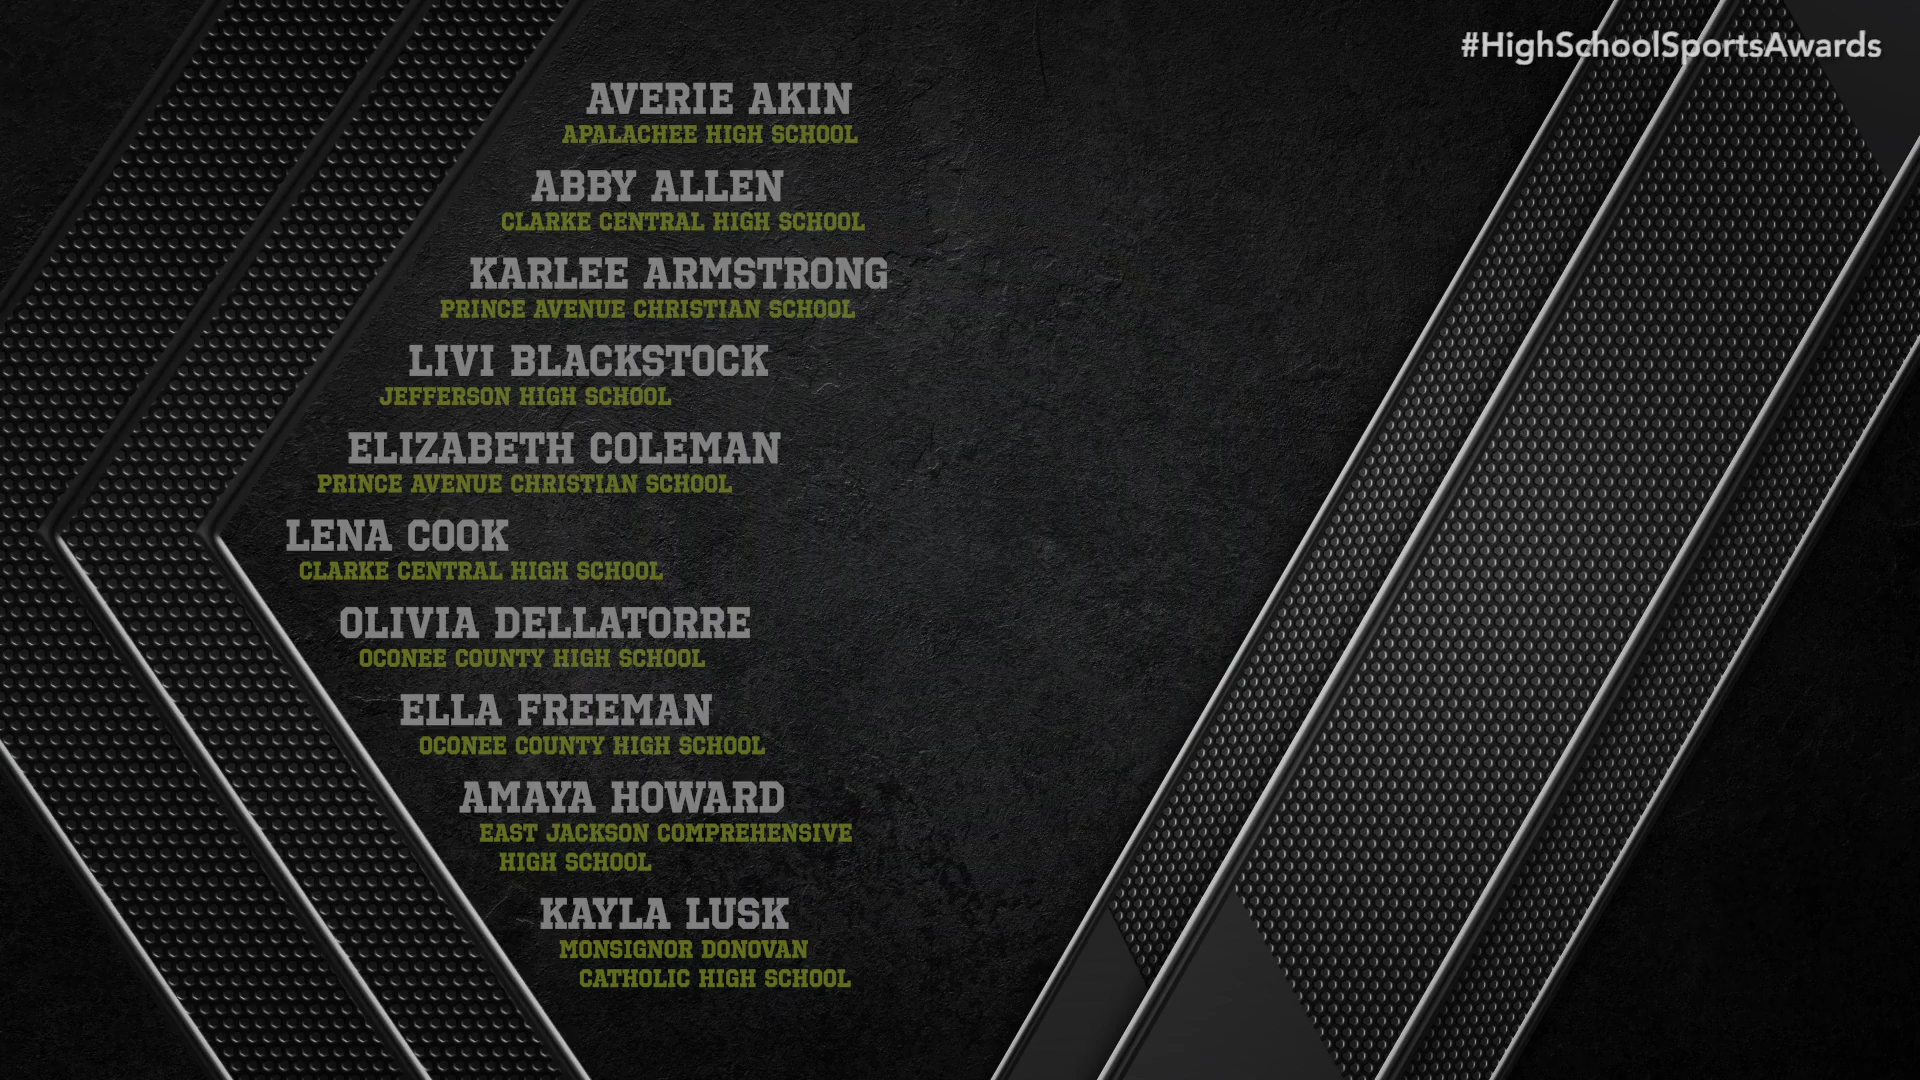 #HighSchoolSportsAwards
AVERIE AKIN
APALACHEE HIGH SCHOOL
ABBY ALLEN
CLARKE CENTRAL HIGH SCHOOL
KARLEE ARMSTRONG
PRINCE AVENUE CHRISTIAN SCHOOL
LIVI BLACKSTOCK
JEFFERSON HIGH SCHOOL
ELIZABETH COLEMAN
PRINCE AVENUE CHRISTIAN SCHOOL
LENA COOK
CLARKE CENTRAL HIGH SCHOOL
OLIVIA DELLATORRE
OCONEE COUNTY HIGH SCHOOL
ELLA FREEMAN
OCONEE COUNTY HIGH SCHOOL
AMAYA HOWARD
EAST JACKSON COMPREHENSIVE
HIGH SCHOOL
KAYLA LUSK
MONSIGNOR DONOVAN
CATHOLIC HIGH SCHOOL